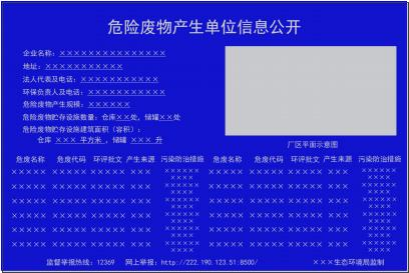 危险废物产生单位信息公开
企业名称：×××××××××××××××
地址：×××××××××××
法人代表及电话：×××××××××××
环保负责人及电话：×××××××××××
危险废物产生规模：××××××
危险废物贮存设施数量：仓库××处，储罐××处
危险废物贮存设施建筑面积（容积）：
仓库 ××× 平方米 ，储罐 ××× 升
厂区平面示意图
危废名称 危废代码 环评批文 产生来源 污染防治措施 危废名称 危废代码 环评批文 产生来源 污染防治措施
××××× ××××× ××××× ×××× ××××× ××××× ××××× ××××× ×××× ×××××
×××× ××××
××××× ××××× ××××× ×××× ××××× ××××× ××××× ××××× ×××× ×××××
×××× ××××
××××× ××××× ××××× ×××× ××××× ××××× ××××× ××××× ×××× ×××××
×××× ××××
××××× ××××× ××××× ×××× ××××× ××××× ××××× ××××× ×××× ×××××
×××× ××××
××××× ××××× ××××× ×××× ××××× ××××× ××××× ××××× ×××× ×××××
×××× ××××
××××× ××××× ××××× ×××× ××××× ××××× ××××× ××××× ×××× ×××××
×××× ××××
监督举报热线：12369 网上举报：http://222.190.123.51:8500/ ×××生态环境局监制